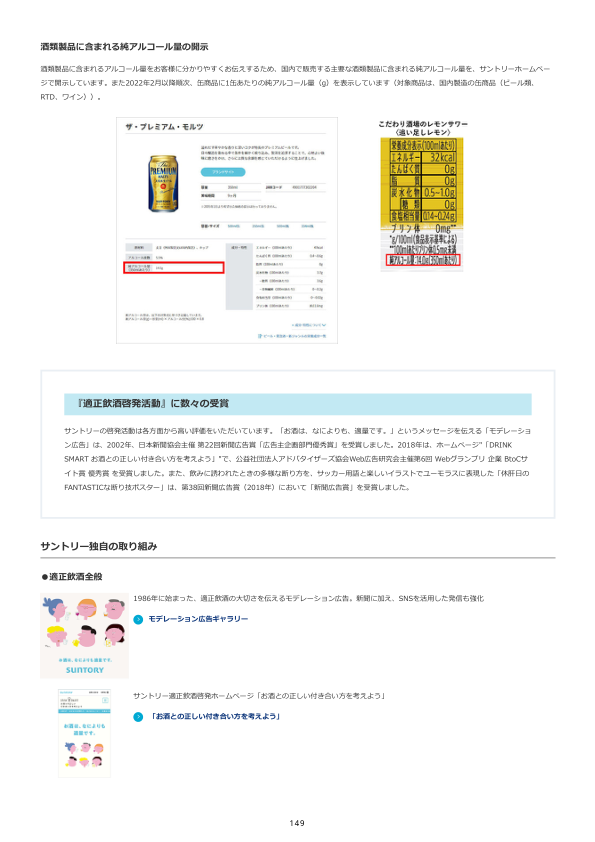 酒類製品に含まれる純アルコール量の開示
酒類製品に含まれるアルコール量をお客様に分かりやすくお伝えするため、国内で販売する主要な酒類製品に含まれる純アルコール量を、サントリーホームペー
ジで開示しています。また2022年2月以降順次、缶商品に1缶あたりの純アルコール量（g）を表示しています（対象商品は、国内製造の缶商品（ビール類、
RTD、ワイン））。
ザ・プレミアム・モルツ
ブランドサイト
こだわり酒場のレモンサワー
〈追い足しレモン〉
栄養成分表示(100mlあたり)
エネルギー 32kcal
たんぱく質 0g
脂質 0g
炭水化物 0.5~1.0g
糖類 0g
食塩相当量 0.14~0.24g
プリン体 0mg**
*g/100ml(食品表示基準による)
**100mlあたりプリン体0.5mg未満
純アルコール量:14.0g(350mlあたり)
『適正飲酒啓発活動』に数々の受賞
サントリーの啓発活動は各方面から高い評価をいただいています。「お酒は、なによりも、適量です。」というメッセージを伝える「モデレーショ
ン広告」は、2002年、日本新聞協会主催 第22回新聞広告賞「広告主企画部門優秀賞」を受賞しました。2018年は、ホームページ"「DRINK
SMART お酒との正しい付き合い方を考えよう」"で、公益社団法人アドバタイザーズ協会Web広告研究会主催第6回 Webグランプリ 企業 BtoCサ
イト賞 優秀賞 を受賞しました。また、飲みに誘われたときの多様な断り方を、サッカー用語と楽しいイラストでユーモラスに表現した「休肝日の
FANTASTICな断り技ポスター」は、第38回新聞広告賞（2018年）において「新聞広告賞」を受賞しました。
サントリー独自の取り組み
●適正飲酒全般
1986年に始まった、適正飲酒の大切さを伝えるモデレーション広告。新聞に加え、SNSを活用した発信も強化
モデレーション広告ギャラリー
お酒は、なによりも適量です。
SUNTORY
サントリー適正飲酒啓発ホームページ「お酒との正しい付き合い方を考えよう」
「お酒との正しい付き合い方を考えよう」
お酒は、なによりも
適量です。
149